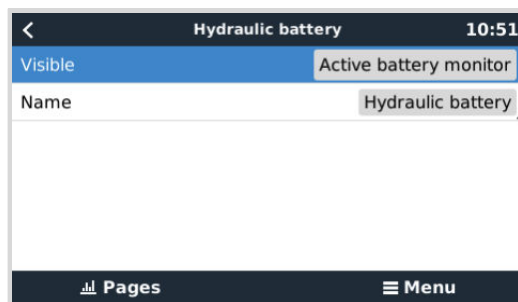 Hydraulic battery 10:51
Visible Active battery monitor
Name Hydraulic battery
Pages Menu